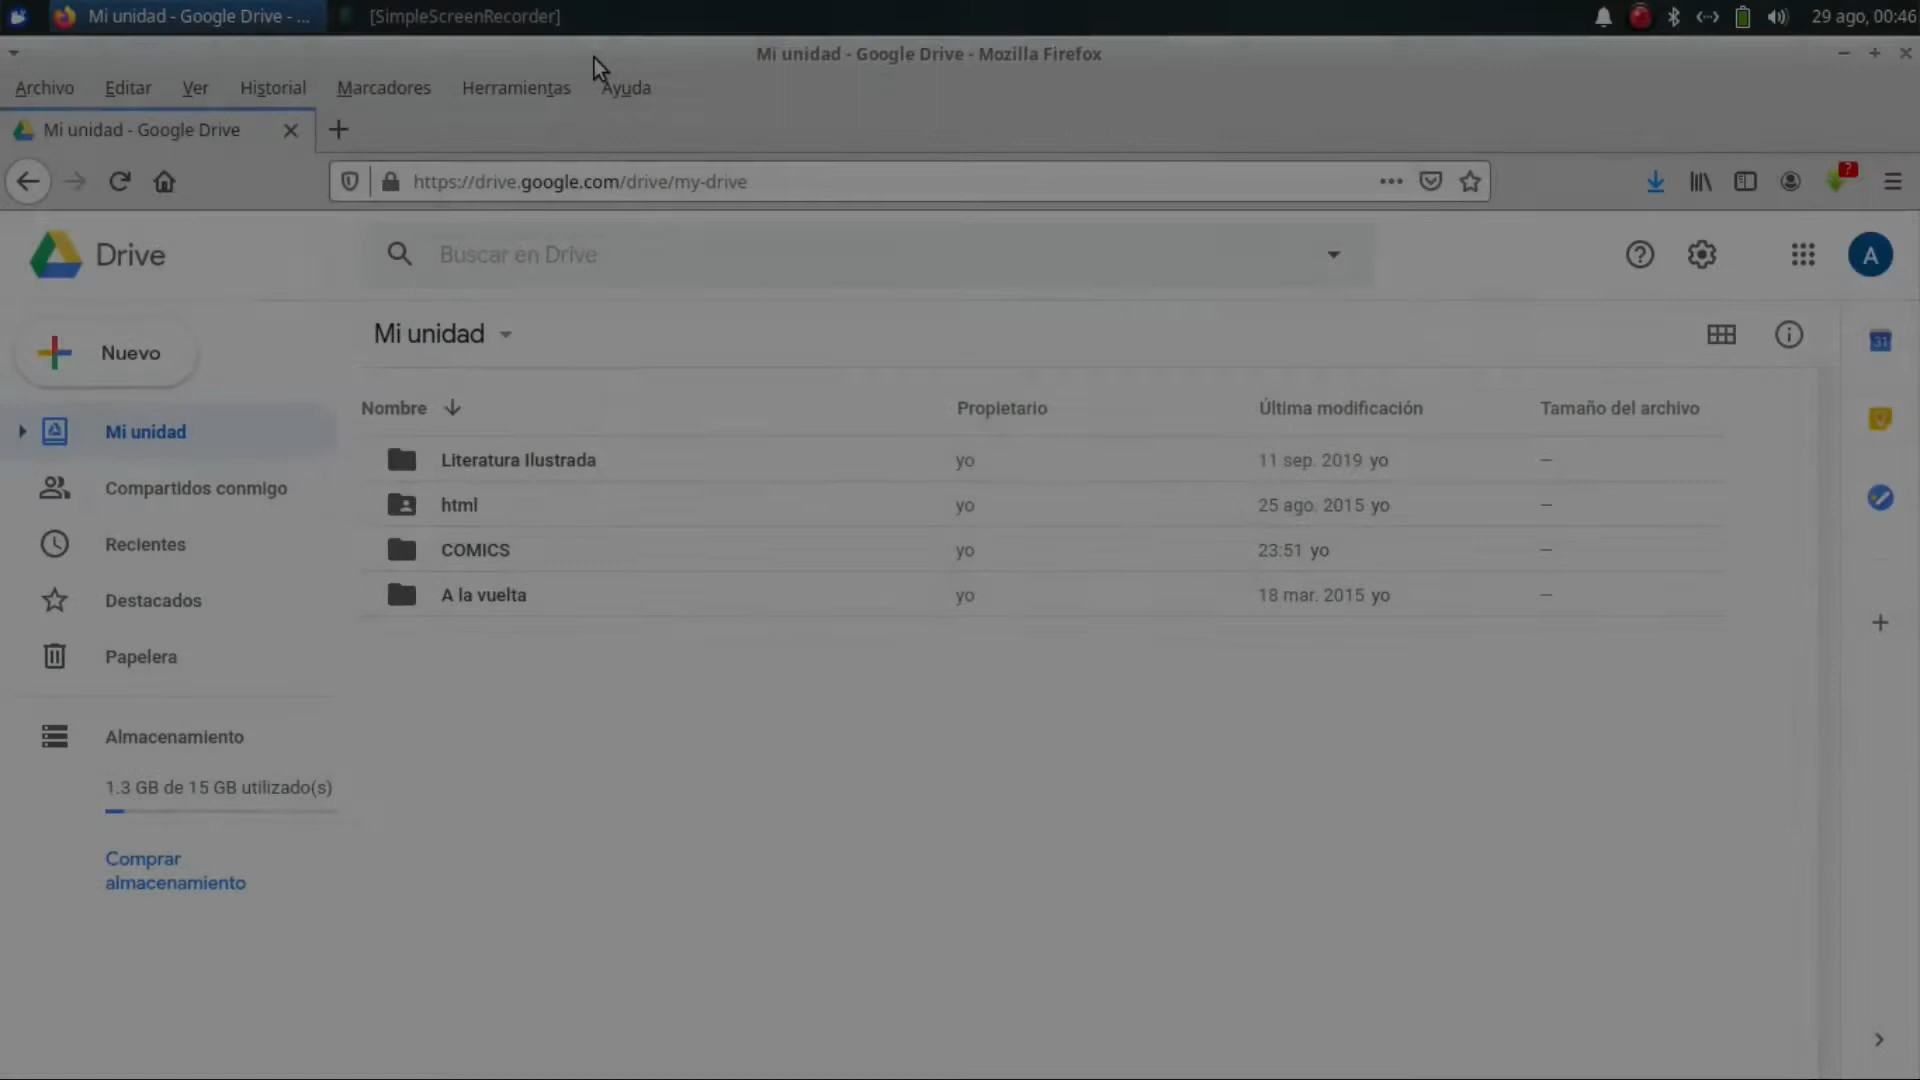 Mi unidad - Google Drive - ...
[SimpleScreenRecorder]
29 ago, 00:46
Mi unidad - Google Drive - Mozilla Firefox
Archivo Editar Ver Historial Marcadores Herramientas Ayuda
Mi unidad - Google Drive
https://drive.google.com/drive/my-drive
?
Drive
Buscar en Drive
A
Nuevo
Mi unidad
31
Nombre Propietario Última modificación Tamaño del archivo
Mi unidad
Literatura Ilustrada yo 11 sep. 2019 yo —
Compartidos conmigo
html yo 25 ago. 2015 yo —
Recientes
COMICS yo 23:51 yo —
Destacados
A la vuelta yo 18 mar. 2015 yo —
Papelera
Almacenamiento
1.3 GB de 15 GB utilizado(s)
Comprar
almacenamiento